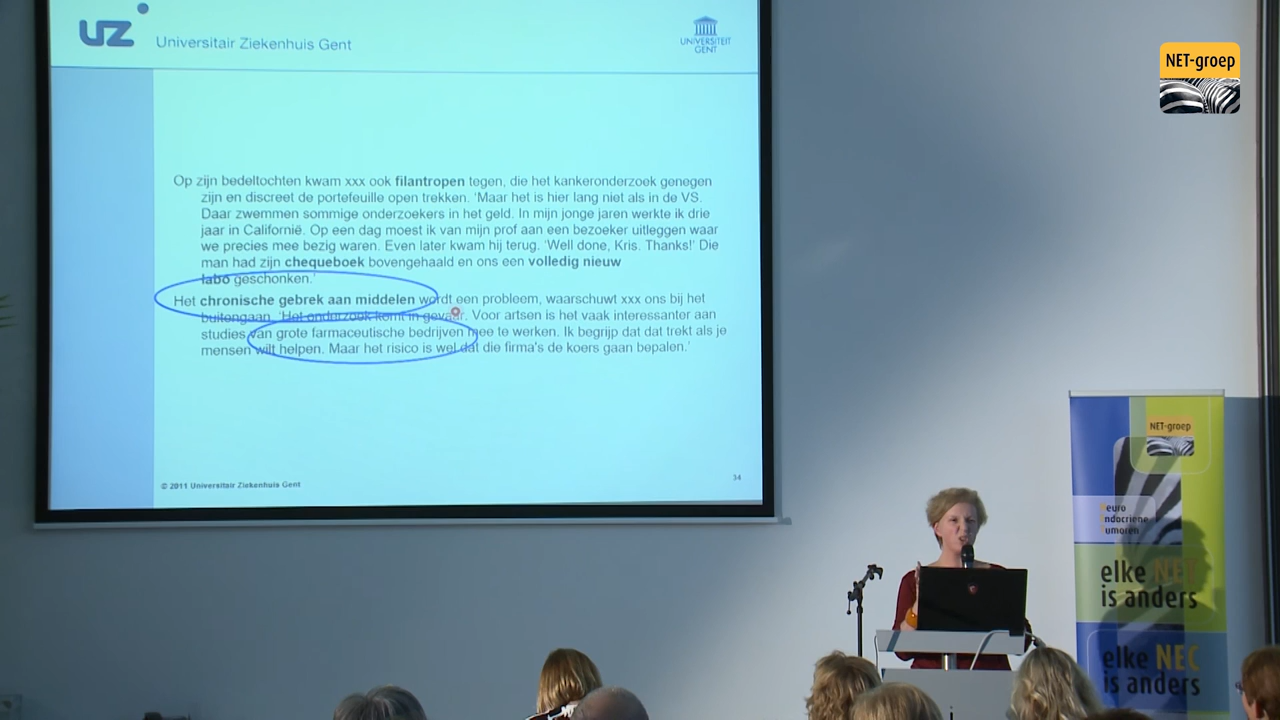 uz
Universitair Ziekenhuis Gent
UNIVERSITEIT
GENT
NET-groep
Op zijn bedeltochten kwam xxx ook filantropen tegen, die het kankeronderzoek genegen
zijn en discreet de portefeuille open trekken. 'Maar het is hier lang niet als in de VS.
Daar zwemmen sommige onderzoekers in het geld. In mijn jonge jaren werkte ik drie
jaar in Californië. Op een dag moest ik van mijn prof aan een bezoeker uitleggen waar
we precies mee bezig waren. Even later kwam hij terug. 'Well done, Kris. Thanks!' Die
man had zijn chequeboek bovengehaald en ons een volledig nieuw
labo geschonken.'
Het chronische gebrek aan middelen wordt een probleem, waarschuwt xxx ons bij het
buitengaan. 'Het onderzoek komt in gevaar. Voor artsen is het vaak interessanter aan
studies van grote farmaceutische bedrijven mee te werken. Ik begrijp dat dat trekt als je
mensen wilt helpen. Maar het risico is wel dat die firma's de koers gaan bepalen.'
© 2011 Universitair Ziekenhuis Gent
34
NET-groep
euro
ndocriene
umoren
elke NET
is anders
elke NEC
is anders